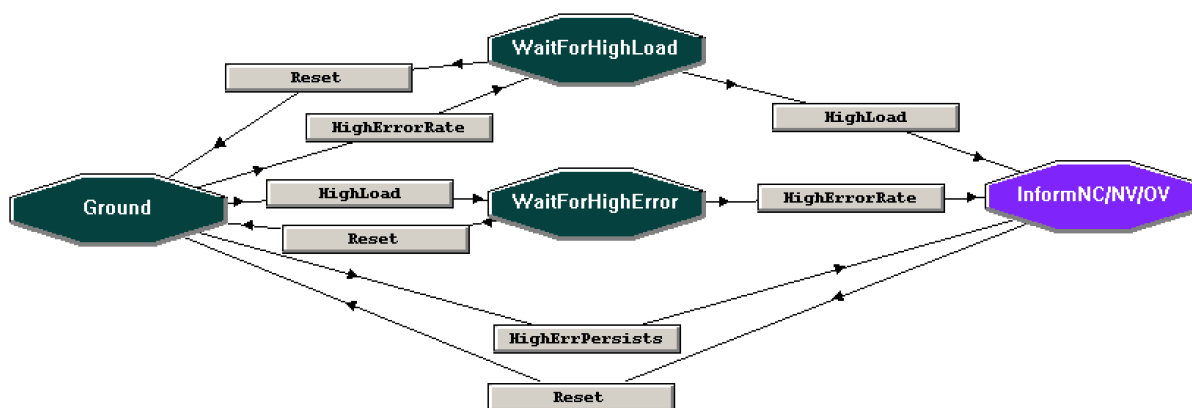 WaitForHighLoad
Reset
HighLoad
HighErrorRate
HighLoad
HighErrorRate
InformNC/NV/OV
Ground
WaitForHighError
Reset
HighErrPersists
Reset